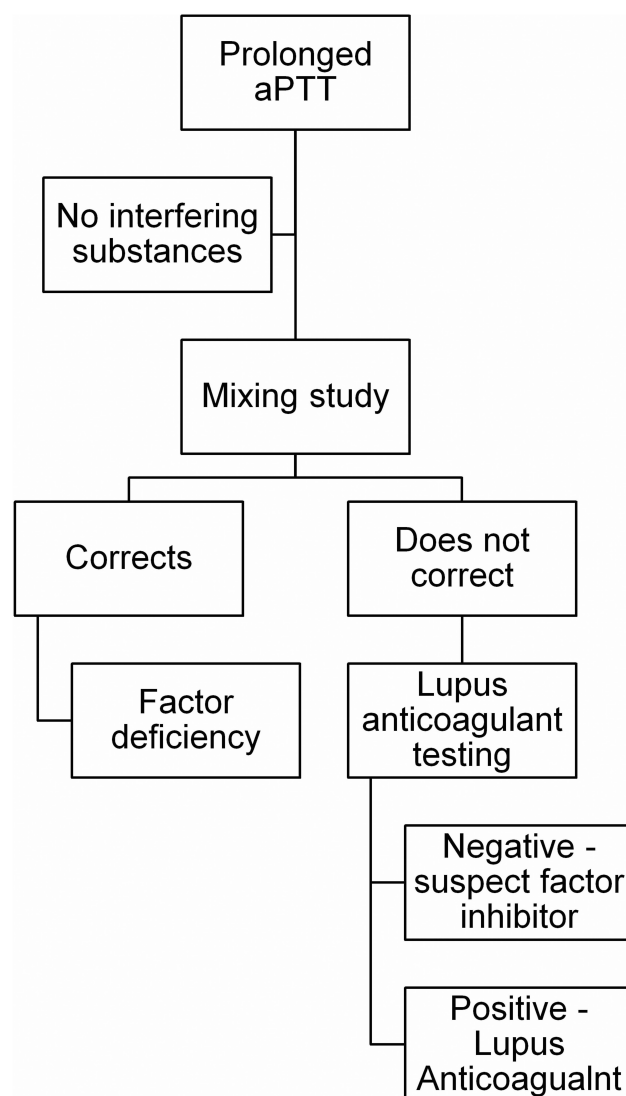 Prolonged
aPTT
No interfering
substances
Mixing study
Corrects
Does not
correct
Factor
deficiency
Lupus
anticoagulant
testing
Negative -
suspect factor
inhibitor
Positive -
Lupus
Anticoagualnt